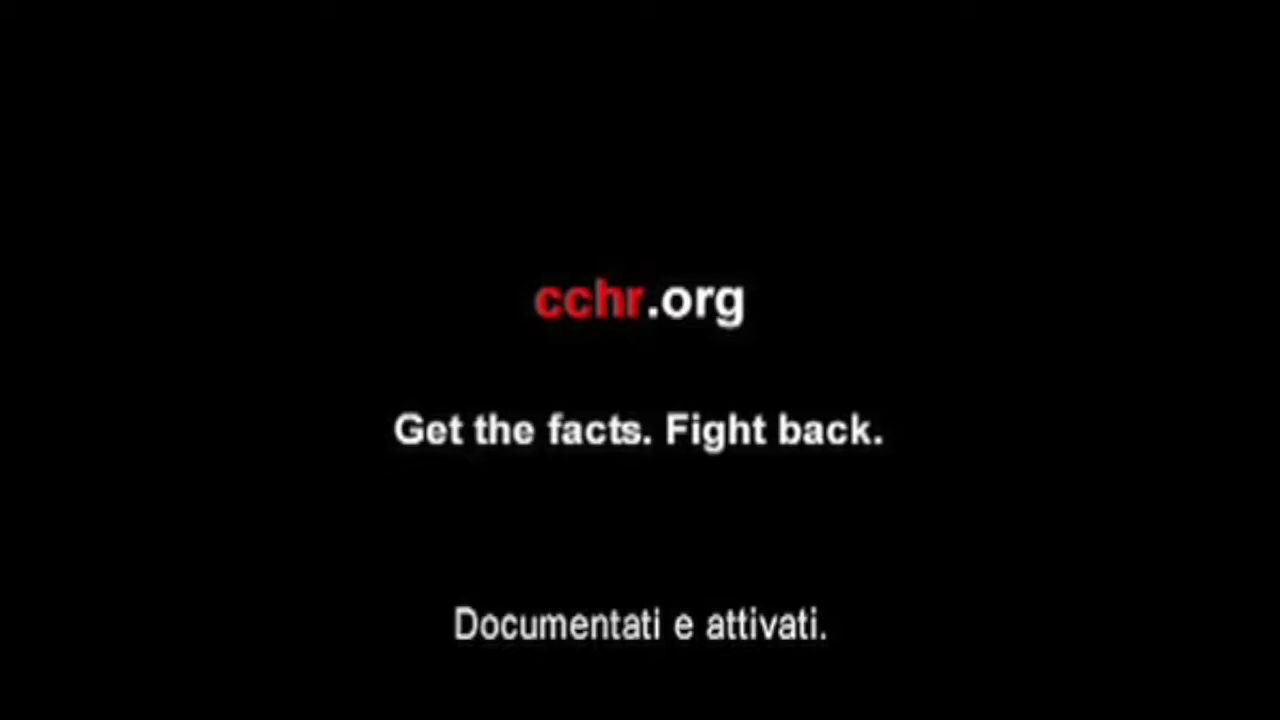 cchr.org
Get the facts. Fight back.
Documentati e attivati.